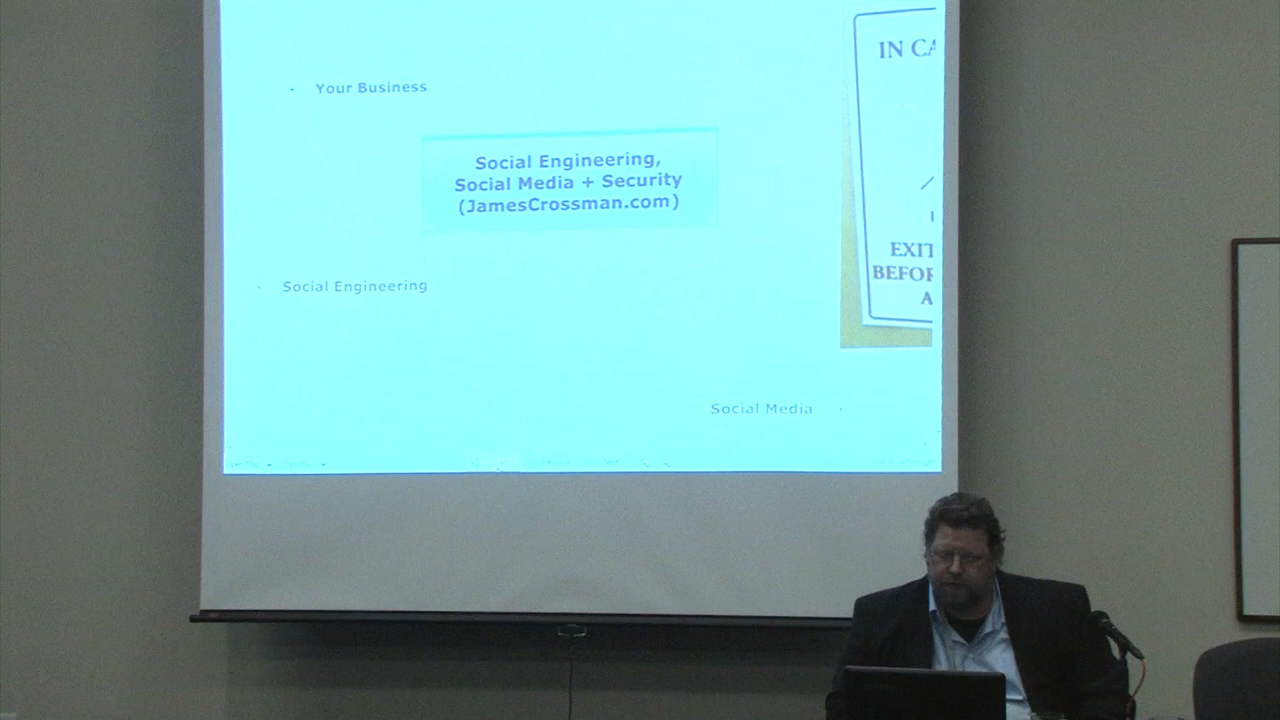 Your Business
Social Engineering,
Social Media + Security
(JamesCrossman.com)
Social Engineering
Social Media
IN CA
EXIT
BEFOR
A